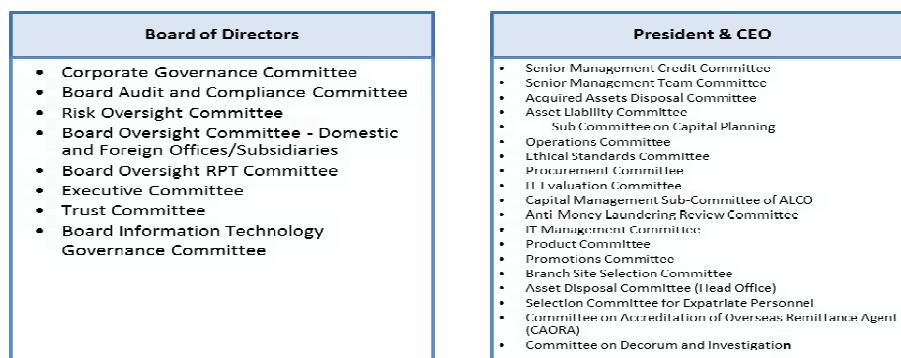 Board of Directors
• Corporate Governance Committee
• Board Audit and Compliance Committee
• Risk Oversight Committee
• Board Oversight Committee - Domestic
and Foreign Offices/Subsidiaries
• Board Oversight RPT Committee
• Executive Committee
• Trust Committee
• Board Information Technology
Governance Committee
President & CEO
• Senior Management Credit Committee
• Senior Management Team Committee
• Acquired Assets Disposal Committee
• Asset Liability Committee
• Sub Committee on Capital Planning
• Operations Committee
• Ethical Standards Committee
• Procurement Committee
• IT Evaluation Committee
• Capital Management Sub-Committee of ALCO
• Anti-Money Laundering Review Committee
• IT Management Committee
• Product Committee
• Promotions Committee
• Branch Site Selection Committee
• Asset Disposal Committee (Head Office)
• Selection Committee for Expatriate Personnel
• Committee on Accreditation of Overseas Remittance Agent
(CAORA)
• Committee on Decorum and Investigation